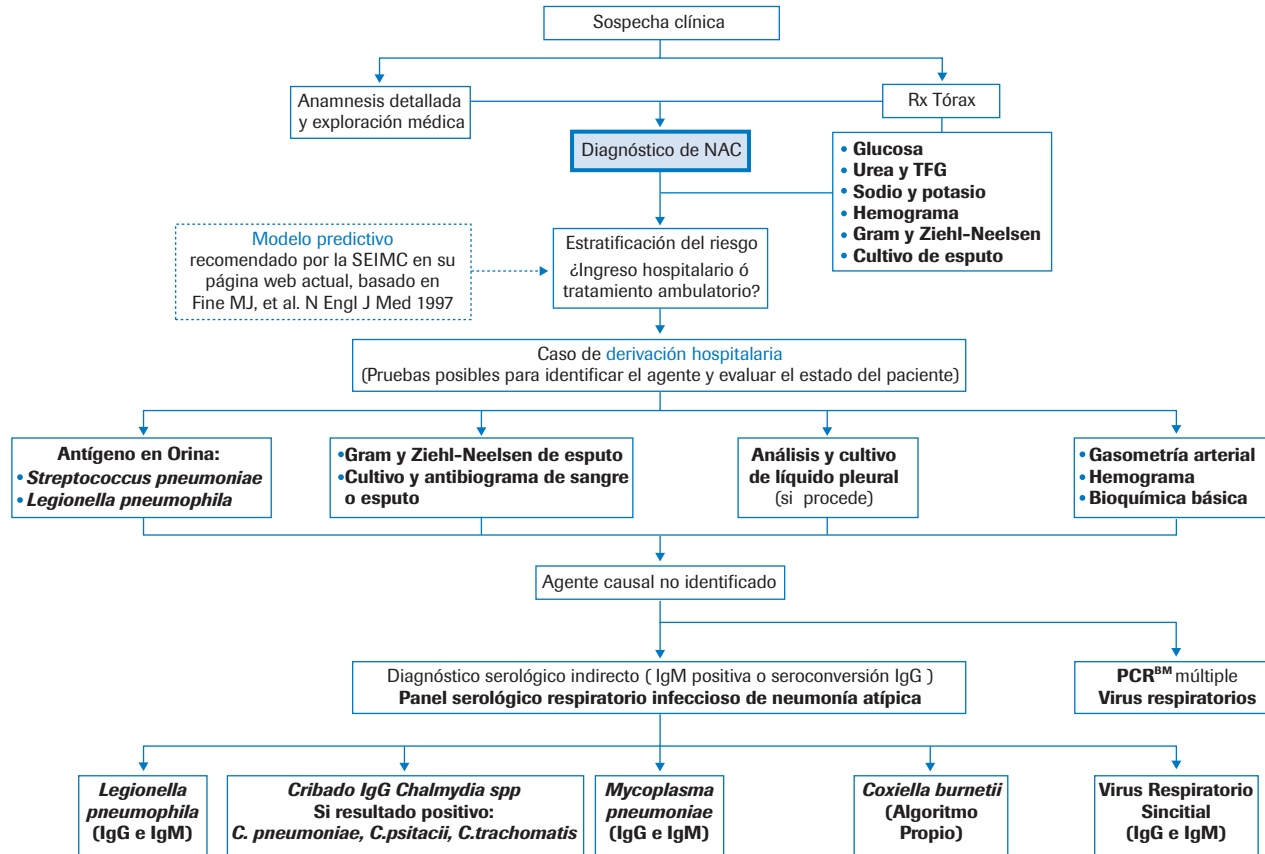 Sospecha clínica
Anamnesis detallada
y exploración médica
Rx Tórax
Diagnóstico de NAC
• Glucosa
• Urea y TFG
• Sodio y potasio
• Hemograma
• Gram y Ziehl-Neelsen
• Cultivo de esputo
Modelo predictivo
recomendado por la SEIMC en su
página web actual, basado en
Fine MJ, et al. N Engl J Med 1997
Estratificación del riesgo
¿Ingreso hospitalario ó
tratamiento ambulatorio?
Caso de derivación hospitalaria
(Pruebas posibles para identificar el agente y evaluar el estado del paciente)
Antígeno en Orina:
• Streptococcus pneumoniae
• Legionella pneumophila
•Gram y Ziehl-Neelsen de esputo
•Cultivo y antibiograma de sangre
o esputo
Análisis y cultivo
de líquido pleural
(si procede)
• Gasometría arterial
• Hemograma
• Bioquímica básica
Agente causal no identificado
Diagnóstico serológico indirecto ( IgM positiva o seroconversión IgG )
Panel serológico respiratorio infeccioso de neumonía atípica
PCRBM múltiple
Virus respiratorios
Legionella
pneumophila
(IgG e IgM)
Cribado IgG Chalmydia spp
Si resultado positivo:
C. pneumoniae, C.psitacii, C.trachomatis
Mycoplasma
pneumoniae
(IgG e IgM)
Coxiella burnetii
(Algoritmo
Propio)
Virus Respiratorio
Sincitial
(IgG e IgM)